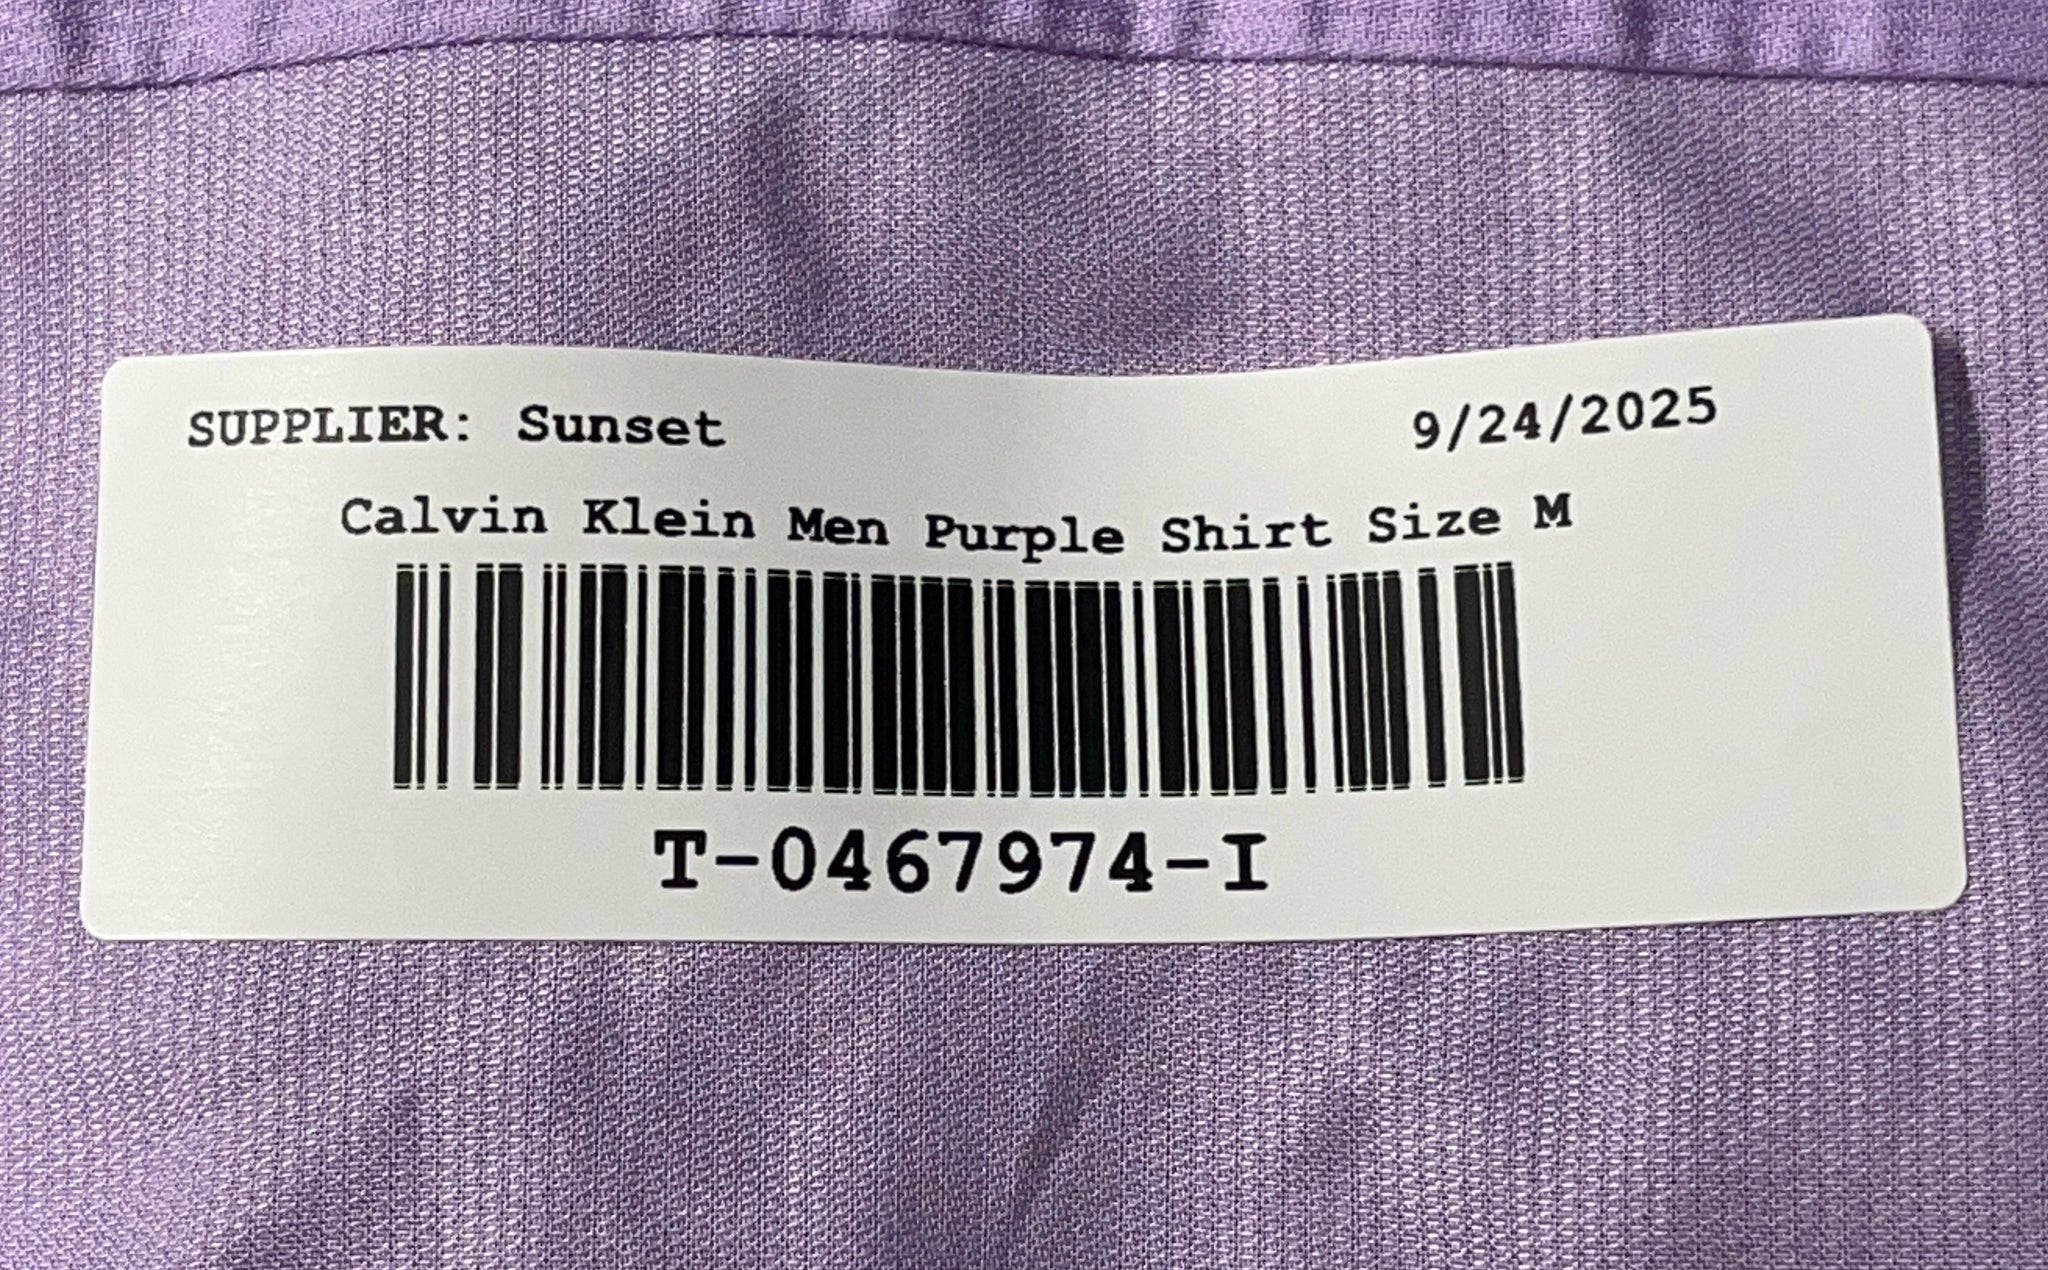 SUPPLIER: Sunset 9/24/2025
Calvin Klein Men Purple Shirt Size M
T-0467974-I